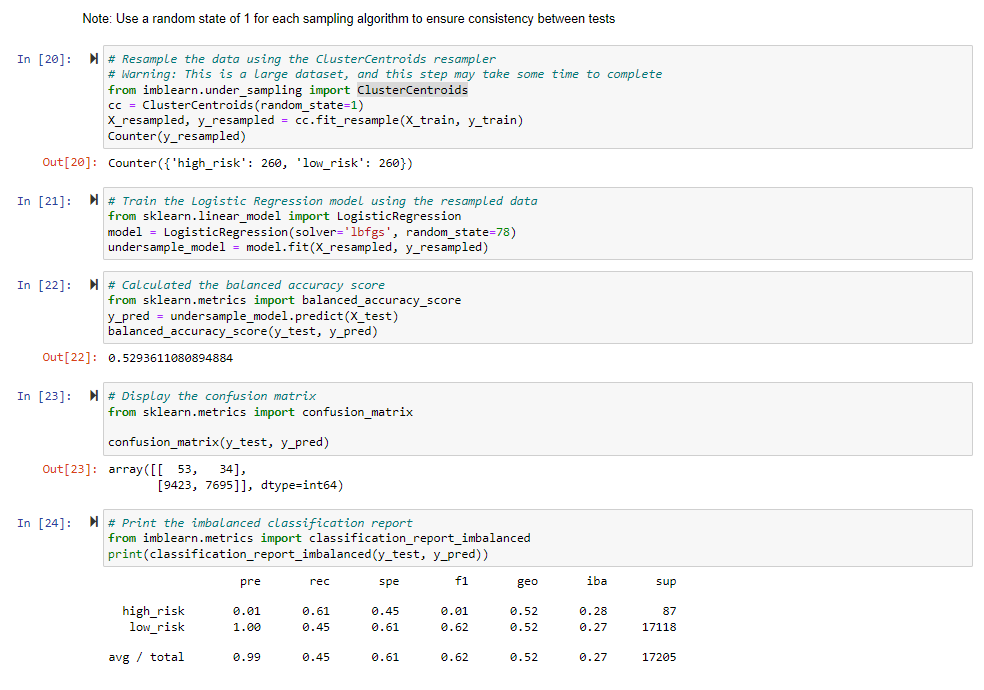 Note: Use a random state of 1 for each sampling algorithm to ensure consistency between tests
In [20]:
# Resample the data using the ClusterCentroids resampler
# Warning: This is a large dataset, and this step may take some time to complete
from imblearn.under_sampling import ClusterCentroids
cc = ClusterCentroids(random_state=1)
X_resampled, y_resampled = cc.fit_resample(X_train, y_train)
Counter(y_resampled)
Out[20]: Counter({'high_risk': 260, 'low_risk': 260})
In [21]:
# Train the Logistic Regression model using the resampled data
from sklearn.linear_model import LogisticRegression
model = LogisticRegression(solver='lbfgs', random_state=78)
undersample_model = model.fit(X_resampled, y_resampled)
In [22]:
# Calculated the balanced accuracy score
from sklearn.metrics import balanced_accuracy_score
y_pred = undersample_model.predict(X_test)
balanced_accuracy_score(y_test, y_pred)
Out[22]: 0.5293611080894884
In [23]:
# Display the confusion matrix
from sklearn.metrics import confusion_matrix
confusion_matrix(y_test, y_pred)
Out[23]: array([[  53,   34],
       [9423, 7695]], dtype=int64)
In [24]:
# Print the imbalanced classification report
from imblearn.metrics import classification_report_imbalanced
print(classification_report_imbalanced(y_test, y_pred))
pre rec spe f1 geo iba sup
high_risk 0.01 0.61 0.45 0.01 0.52 0.28 87
low_risk 1.00 0.45 0.61 0.62 0.52 0.27 17118
avg / total 0.99 0.45 0.61 0.62 0.52 0.27 17205